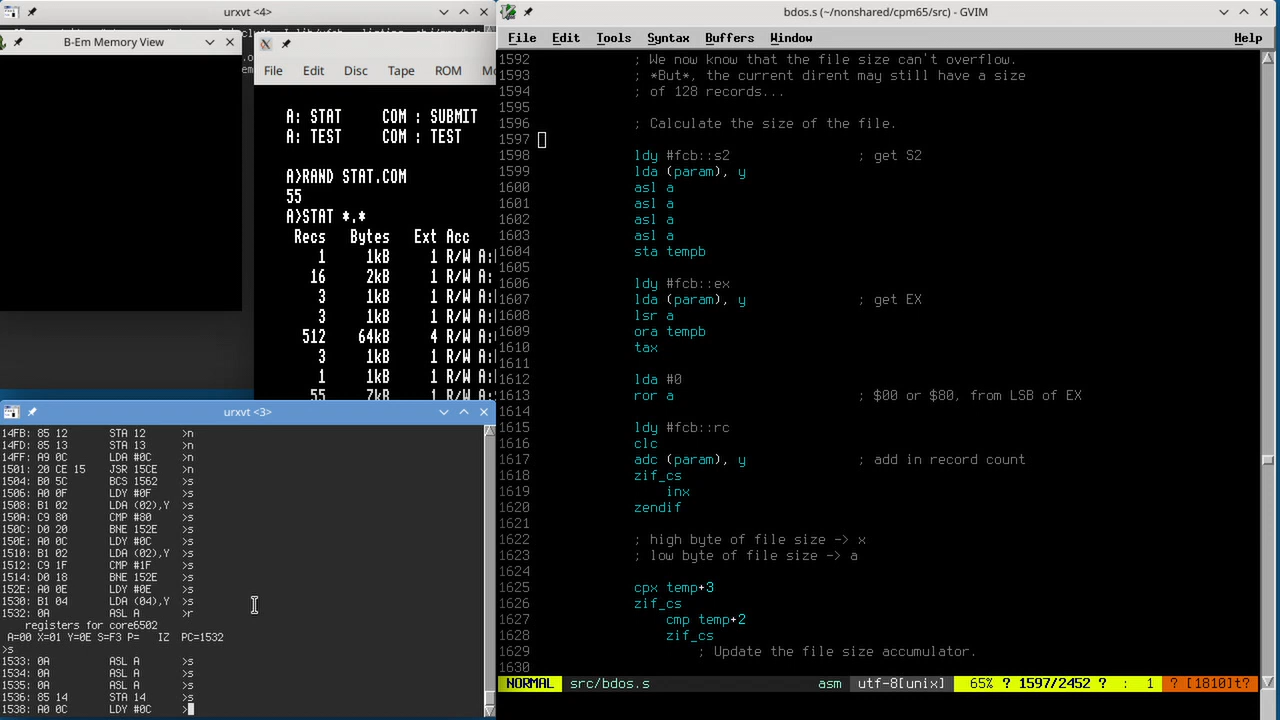 urxvt <4>
B-Em Memory View
File Edit Disc Tape ROM
A: STAT COM : SUBMIT
A: TEST COM : TEST
A>RAND STAT.COM
55
A>STAT *.*
Recs Bytes Ext Acc
1 1kB 1 R/W A:
16 2kB 1 R/W A:
3 1kB 1 R/W A:
3 1kB 1 R/W A:
512 64kB 4 R/W A:
3 1kB 1 R/W A:
1 1kB 1 R/W A:
55 7kB 1 R/W A:
urxvt <3>
14FB: 85 12 STA 12 >n
14FD: 85 13 STA 13 >n
14FF: A9 0C LDA #0C >n
1501: 20 CE 15 JSR 15CE >n
1504: B0 5C BCS 1562 >s
1506: A0 0F LDY #0F >s
1508: B1 02 LDA (02),Y >s
150A: C9 80 CMP #80 >s
150C: D0 20 BNE 152E >s
150E: A0 0C LDY #0C >s
1510: B1 02 LDA (02),Y >s
1512: C9 1F CMP #1F >s
1514: D0 18 BNE 152E >s
152E: A0 0E LDY #0E >s
1530: B1 04 LDA (04),Y >s
1532: 0A ASL A >r
registers for core6502
A=00 X=01 Y=0E S=F3 P= IZ PC=1532
>s
1533: 0A ASL A >s
1534: 0A ASL A >s
1535: 0A ASL A >s
1536: 85 14 STA 14 >s
1538: A0 0C LDY #0C >
bdos.s (~/nonshared/cpm65/src) - GVIM
File Edit Tools Syntax Buffers Window Help
1592 ; We now know that the file size can't overflow.
1593 ; *But*, the current dirent may still have a size
1594 ; of 128 records...
1595
1596 ; Calculate the size of the file.
1597
1598 ldy #fcb::s2 ; get S2
1599 lda (param), y
1600 asl a
1601 asl a
1602 asl a
1603 asl a
1604 sta tempb
1605
1606 ldy #fcb::ex
1607 lda (param), y ; get EX
1608 lsr a
1609 ora tempb
1610 tax
1611
1612 lda #0
1613 ror a ; $00 or $80, from LSB of EX
1614
1615 ldy #fcb::rc
1616 clc
1617 adc (param), y ; add in record count
1618 zif_cs
1619 inx
1620 zendif
1621
1622 ; high byte of file size -> x
1623 ; low byte of file size -> a
1624
1625 cpx temp+3
1626 zif_cs
1627 cmp temp+2
1628 zif_cs
1629 ; Update the file size accumulator.
1630
NORMAL src/bdos.s asm utf-8[unix] 65% ? 1597/2452 ? : 1 ? [1810]t?